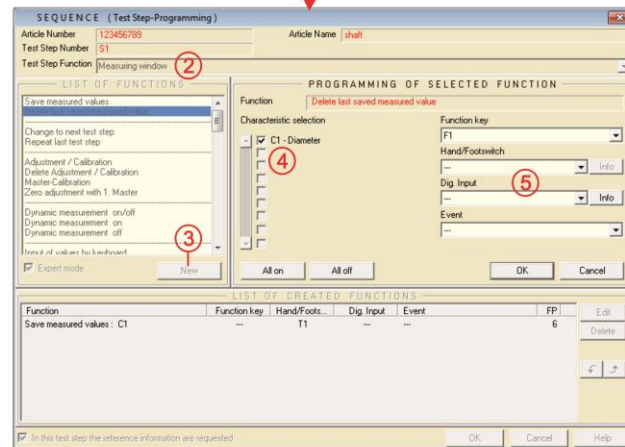 SEQUENCE ( Test Step-Programming )
Article Number 123456789 Article Name shaft
Test Step Number S1
Test Step Function Measuring window 2
LIST OF FUNCTIONS
Save measured values
Delete last saved measured value
Change to next test step
Repeat last test step
Adjustment / Calibration
Delete Adjustment / Calibration
Master-Calibration
Zero adjustment with 1. Master
Dynamic measurement on/off
Dynamic measurement on
Dynamic measurement off
Input of values by keyboard
3
Expert mode New
PROGRAMMING OF SELECTED FUNCTION
Function Delete last saved measured value
Characteristic selection
C1 - Diameter
4
Function key
F1
Hand/Footswitch
--- Info
Dig. Input 5
--- Info
Event
---
All on All off OK Cancel
LIST OF CREATED FUNCTIONS
Function Function key Hand/Foots... Dig. Input Event FP
Save measured values : C1 --- T1 --- --- 6
Edit
Delete
In this test step the reference information are requested OK Cancel Help